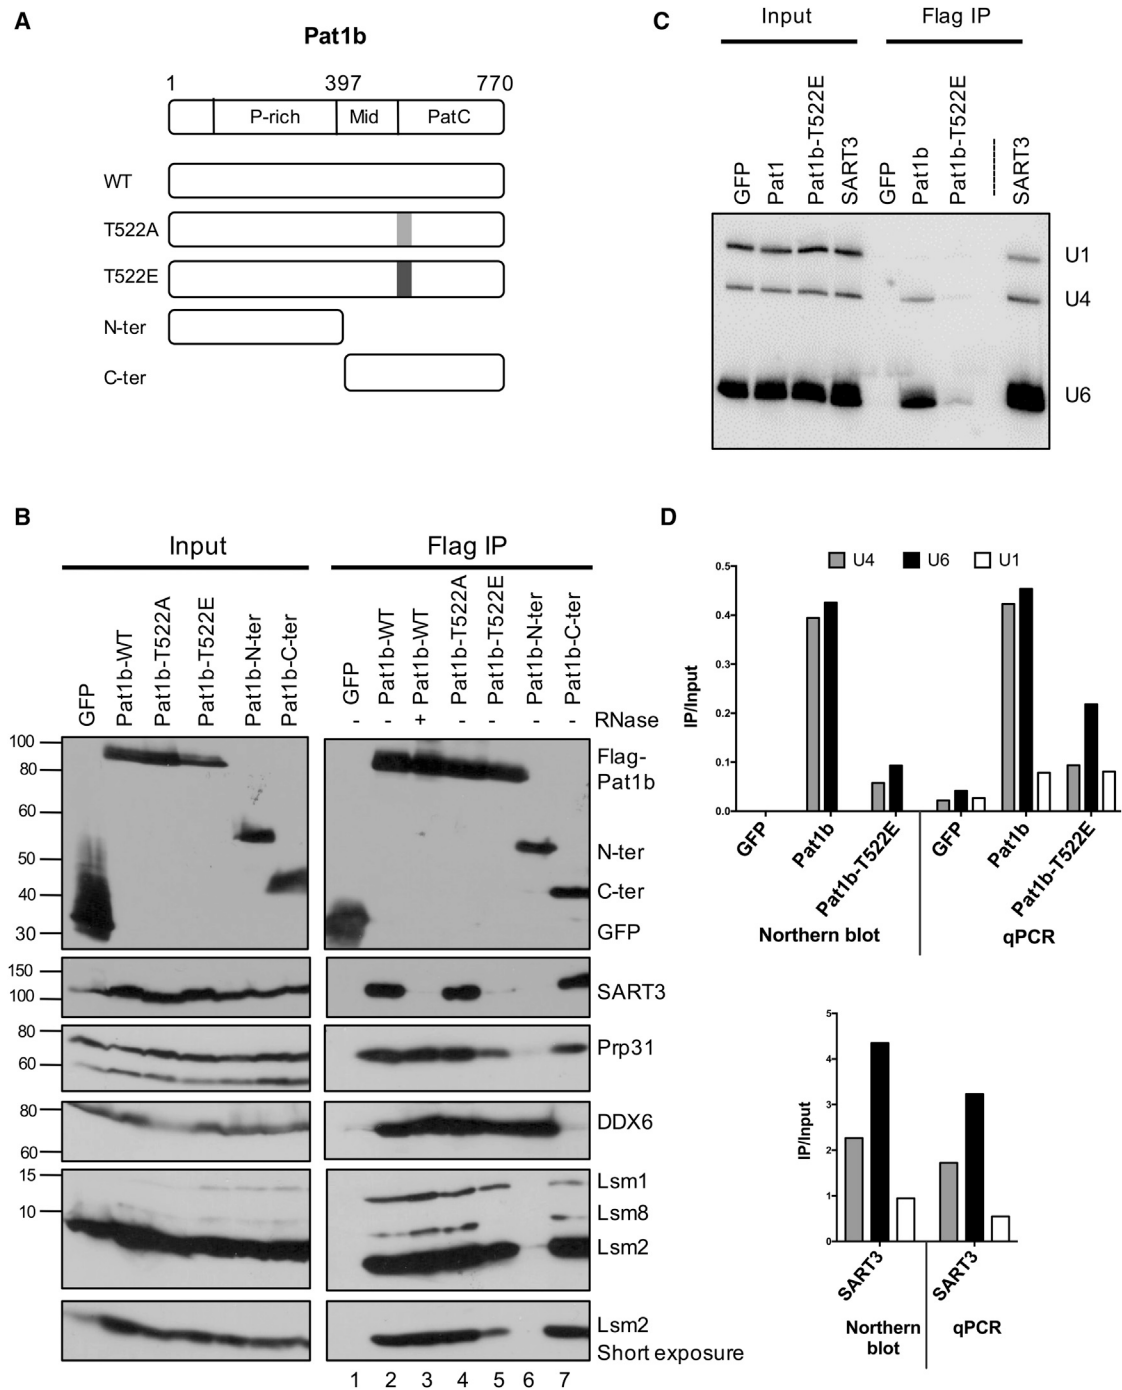 A
Pat1b
1 397 770
P-rich Mid PatC
WT
T522A
T522E
N-ter
C-ter
B
Input Flag IP
GFP Pat1b-WT Pat1b-T522A Pat1b-T522E Pat1b-N-ter Pat1b-C-ter GFP Pat1b-WT Pat1b-WT Pat1b-T522A Pat1b-T522E Pat1b-N-ter Pat1b-C-ter
- - + - - - - RNase
100
80
60
50
40
30
Flag-
Pat1b
N-ter
C-ter
GFP
150
100
SART3
80
60
Prp31
80
60
DDX6
15
10
Lsm1
Lsm8
Lsm2
Lsm2
Short exposure
1 2 3 4 5 6 7
C
Input Flag IP
GFP Pat1 Pat1b-T522E SART3 GFP Pat1b Pat1b-T522E SART3
U1
U4
U6
D
U4 U6 U1
IP/Input
0.5
0.4
0.3
0.2
0.1
0.0
GFP Pat1b Pat1b-T522E GFP Pat1b Pat1b-T522E
Northern blot qPCR
IP/Input
5
4
3
2
1
0
SART3 SART3
Northern qPCR
blot